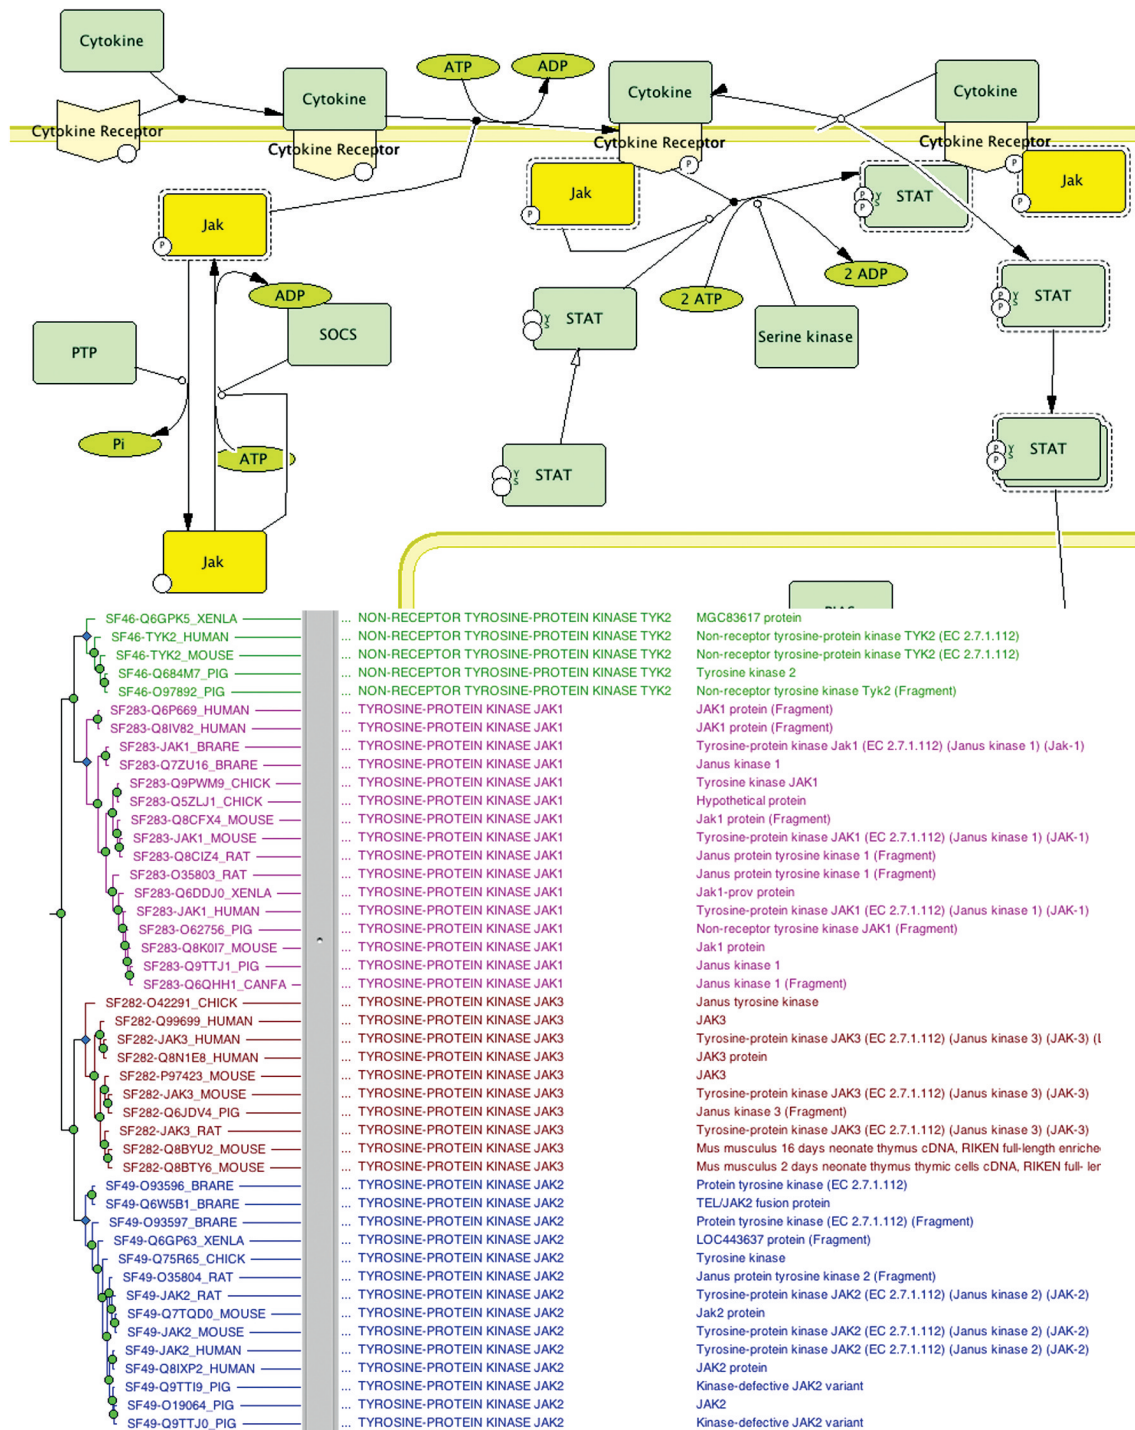 Cytokine
ATP
ADP
Cytokine
Cytokine
Cytokine
Cytokine Receptor
Cytokine Receptor
Cytokine Receptor
P
Cytokine Receptor
P
Jak
P
Jak
P
P
P
Y
S
STAT
Jak
P
2 ADP
ADP
2 ATP
P
P
Y
S
STAT
Y
S
STAT
SOCS
Serine kinase
PTP
Pi
ATP
P
P
Y
S
STAT
Y
S
STAT
Jak
SF46-Q6GPK5_XENLA ... NON-RECEPTOR TYROSINE-PROTEIN KINASE TYK2 MGC83617 protein
SF46-TYK2_HUMAN ... NON-RECEPTOR TYROSINE-PROTEIN KINASE TYK2 Non-receptor tyrosine-protein kinase TYK2 (EC 2.7.1.112)
SF46-TYK2_MOUSE ... NON-RECEPTOR TYROSINE-PROTEIN KINASE TYK2 Non-receptor tyrosine-protein kinase TYK2 (EC 2.7.1.112)
SF46-Q684M7_PIG ... NON-RECEPTOR TYROSINE-PROTEIN KINASE TYK2 Tyrosine kinase 2
SF46-O97892_PIG ... NON-RECEPTOR TYROSINE-PROTEIN KINASE TYK2 Non-receptor tyrosine kinase Tyk2 (Fragment)
SF283-Q6P669_HUMAN ... TYROSINE-PROTEIN KINASE JAK1 JAK1 protein (Fragment)
SF283-Q8IV82_HUMAN ... TYROSINE-PROTEIN KINASE JAK1 JAK1 protein (Fragment)
SF283-JAK1_BRARE ... TYROSINE-PROTEIN KINASE JAK1 Tyrosine-protein kinase Jak1 (EC 2.7.1.112) (Janus kinase 1) (Jak-1)
SF283-Q7ZU16_BRARE ... TYROSINE-PROTEIN KINASE JAK1 Janus kinase 1
SF283-Q9PWM9_CHICK ... TYROSINE-PROTEIN KINASE JAK1 Tyrosine kinase JAK1
SF283-Q5ZLJ1_CHICK ... TYROSINE-PROTEIN KINASE JAK1 Hypothetical protein
SF283-Q8CFX4_MOUSE ... TYROSINE-PROTEIN KINASE JAK1 Jak1 protein (Fragment)
SF283-JAK1_MOUSE ... TYROSINE-PROTEIN KINASE JAK1 Tyrosine-protein kinase JAK1 (EC 2.7.1.112) (Janus kinase 1) (JAK-1)
SF283-Q8CIZ4_RAT ... TYROSINE-PROTEIN KINASE JAK1 Janus protein tyrosine kinase 1 (Fragment)
SF283-O35803_RAT ... TYROSINE-PROTEIN KINASE JAK1 Janus protein tyrosine kinase 1 (Fragment)
SF283-Q6DDJ0_XENLA ... TYROSINE-PROTEIN KINASE JAK1 Jak1-prov protein
SF283-JAK1_HUMAN ... TYROSINE-PROTEIN KINASE JAK1 Tyrosine-protein kinase JAK1 (EC 2.7.1.112) (Janus kinase 1) (JAK-1)
SF283-O62756_PIG ... TYROSINE-PROTEIN KINASE JAK1 Non-receptor tyrosine kinase JAK1 (Fragment)
SF283-Q8K0I7_MOUSE ... TYROSINE-PROTEIN KINASE JAK1 Jak1 protein
SF283-Q9TTJ1_PIG ... TYROSINE-PROTEIN KINASE JAK1 Janus kinase 1
SF283-Q6QHH1_CANFA ... TYROSINE-PROTEIN KINASE JAK1 Janus kinase 1 (Fragment)
SF282-O42291_CHICK ... TYROSINE-PROTEIN KINASE JAK3 Janus tyrosine kinase
SF282-Q99699_HUMAN ... TYROSINE-PROTEIN KINASE JAK3 JAK3
SF282-JAK3_HUMAN ... TYROSINE-PROTEIN KINASE JAK3 Tyrosine-protein kinase JAK3 (EC 2.7.1.112) (Janus kinase 3) (JAK-3) (L
SF282-Q8N1E8_HUMAN ... TYROSINE-PROTEIN KINASE JAK3 JAK3 protein
SF282-P97423_MOUSE ... TYROSINE-PROTEIN KINASE JAK3 JAK3
SF282-JAK3_MOUSE ... TYROSINE-PROTEIN KINASE JAK3 Tyrosine-protein kinase JAK3 (EC 2.7.1.112) (Janus kinase 3) (JAK-3)
SF282-Q6JDV4_PIG ... TYROSINE-PROTEIN KINASE JAK3 Janus kinase 3 (Fragment)
SF282-JAK3_RAT ... TYROSINE-PROTEIN KINASE JAK3 Tyrosine-protein kinase JAK3 (EC 2.7.1.112) (Janus kinase 3) (JAK-3)
SF282-Q8BYU2_MOUSE ... TYROSINE-PROTEIN KINASE JAK3 Mus musculus 16 days neonate thymus cDNA, RIKEN full-length enriche
SF282-Q8BTY6_MOUSE ... TYROSINE-PROTEIN KINASE JAK3 Mus musculus 2 days neonate thymus thymic cells cDNA, RIKEN full- ler
SF49-O93596_BRARE ... TYROSINE-PROTEIN KINASE JAK2 Protein tyrosine kinase (EC 2.7.1.112)
SF49-Q6W5B1_BRARE ... TYROSINE-PROTEIN KINASE JAK2 TEL/JAK2 fusion protein
SF49-O93597_BRARE ... TYROSINE-PROTEIN KINASE JAK2 Protein tyrosine kinase (EC 2.7.1.112) (Fragment)
SF49-Q6GP63_XENLA ... TYROSINE-PROTEIN KINASE JAK2 LOC443637 protein (Fragment)
SF49-Q75R65_CHICK ... TYROSINE-PROTEIN KINASE JAK2 Tyrosine kinase
SF49-O35804_RAT ... TYROSINE-PROTEIN KINASE JAK2 Janus protein tyrosine kinase 2 (Fragment)
SF49-JAK2_RAT ... TYROSINE-PROTEIN KINASE JAK2 Tyrosine-protein kinase JAK2 (EC 2.7.1.112) (Janus kinase 2) (JAK-2)
SF49-Q7TQD0_MOUSE ... TYROSINE-PROTEIN KINASE JAK2 Jak2 protein
SF49-JAK2_MOUSE ... TYROSINE-PROTEIN KINASE JAK2 Tyrosine-protein kinase JAK2 (EC 2.7.1.112) (Janus kinase 2) (JAK-2)
SF49-JAK2_HUMAN ... TYROSINE-PROTEIN KINASE JAK2 Tyrosine-protein kinase JAK2 (EC 2.7.1.112) (Janus kinase 2) (JAK-2)
SF49-Q8IXP2_HUMAN ... TYROSINE-PROTEIN KINASE JAK2 JAK2 protein
SF49-Q9TTI9_PIG ... TYROSINE-PROTEIN KINASE JAK2 Kinase-defective JAK2 variant
SF49-O19064_PIG ... TYROSINE-PROTEIN KINASE JAK2 JAK2
SF49-Q9TTJ0_PIG ... TYROSINE-PROTEIN KINASE JAK2 Kinase-defective JAK2 variant